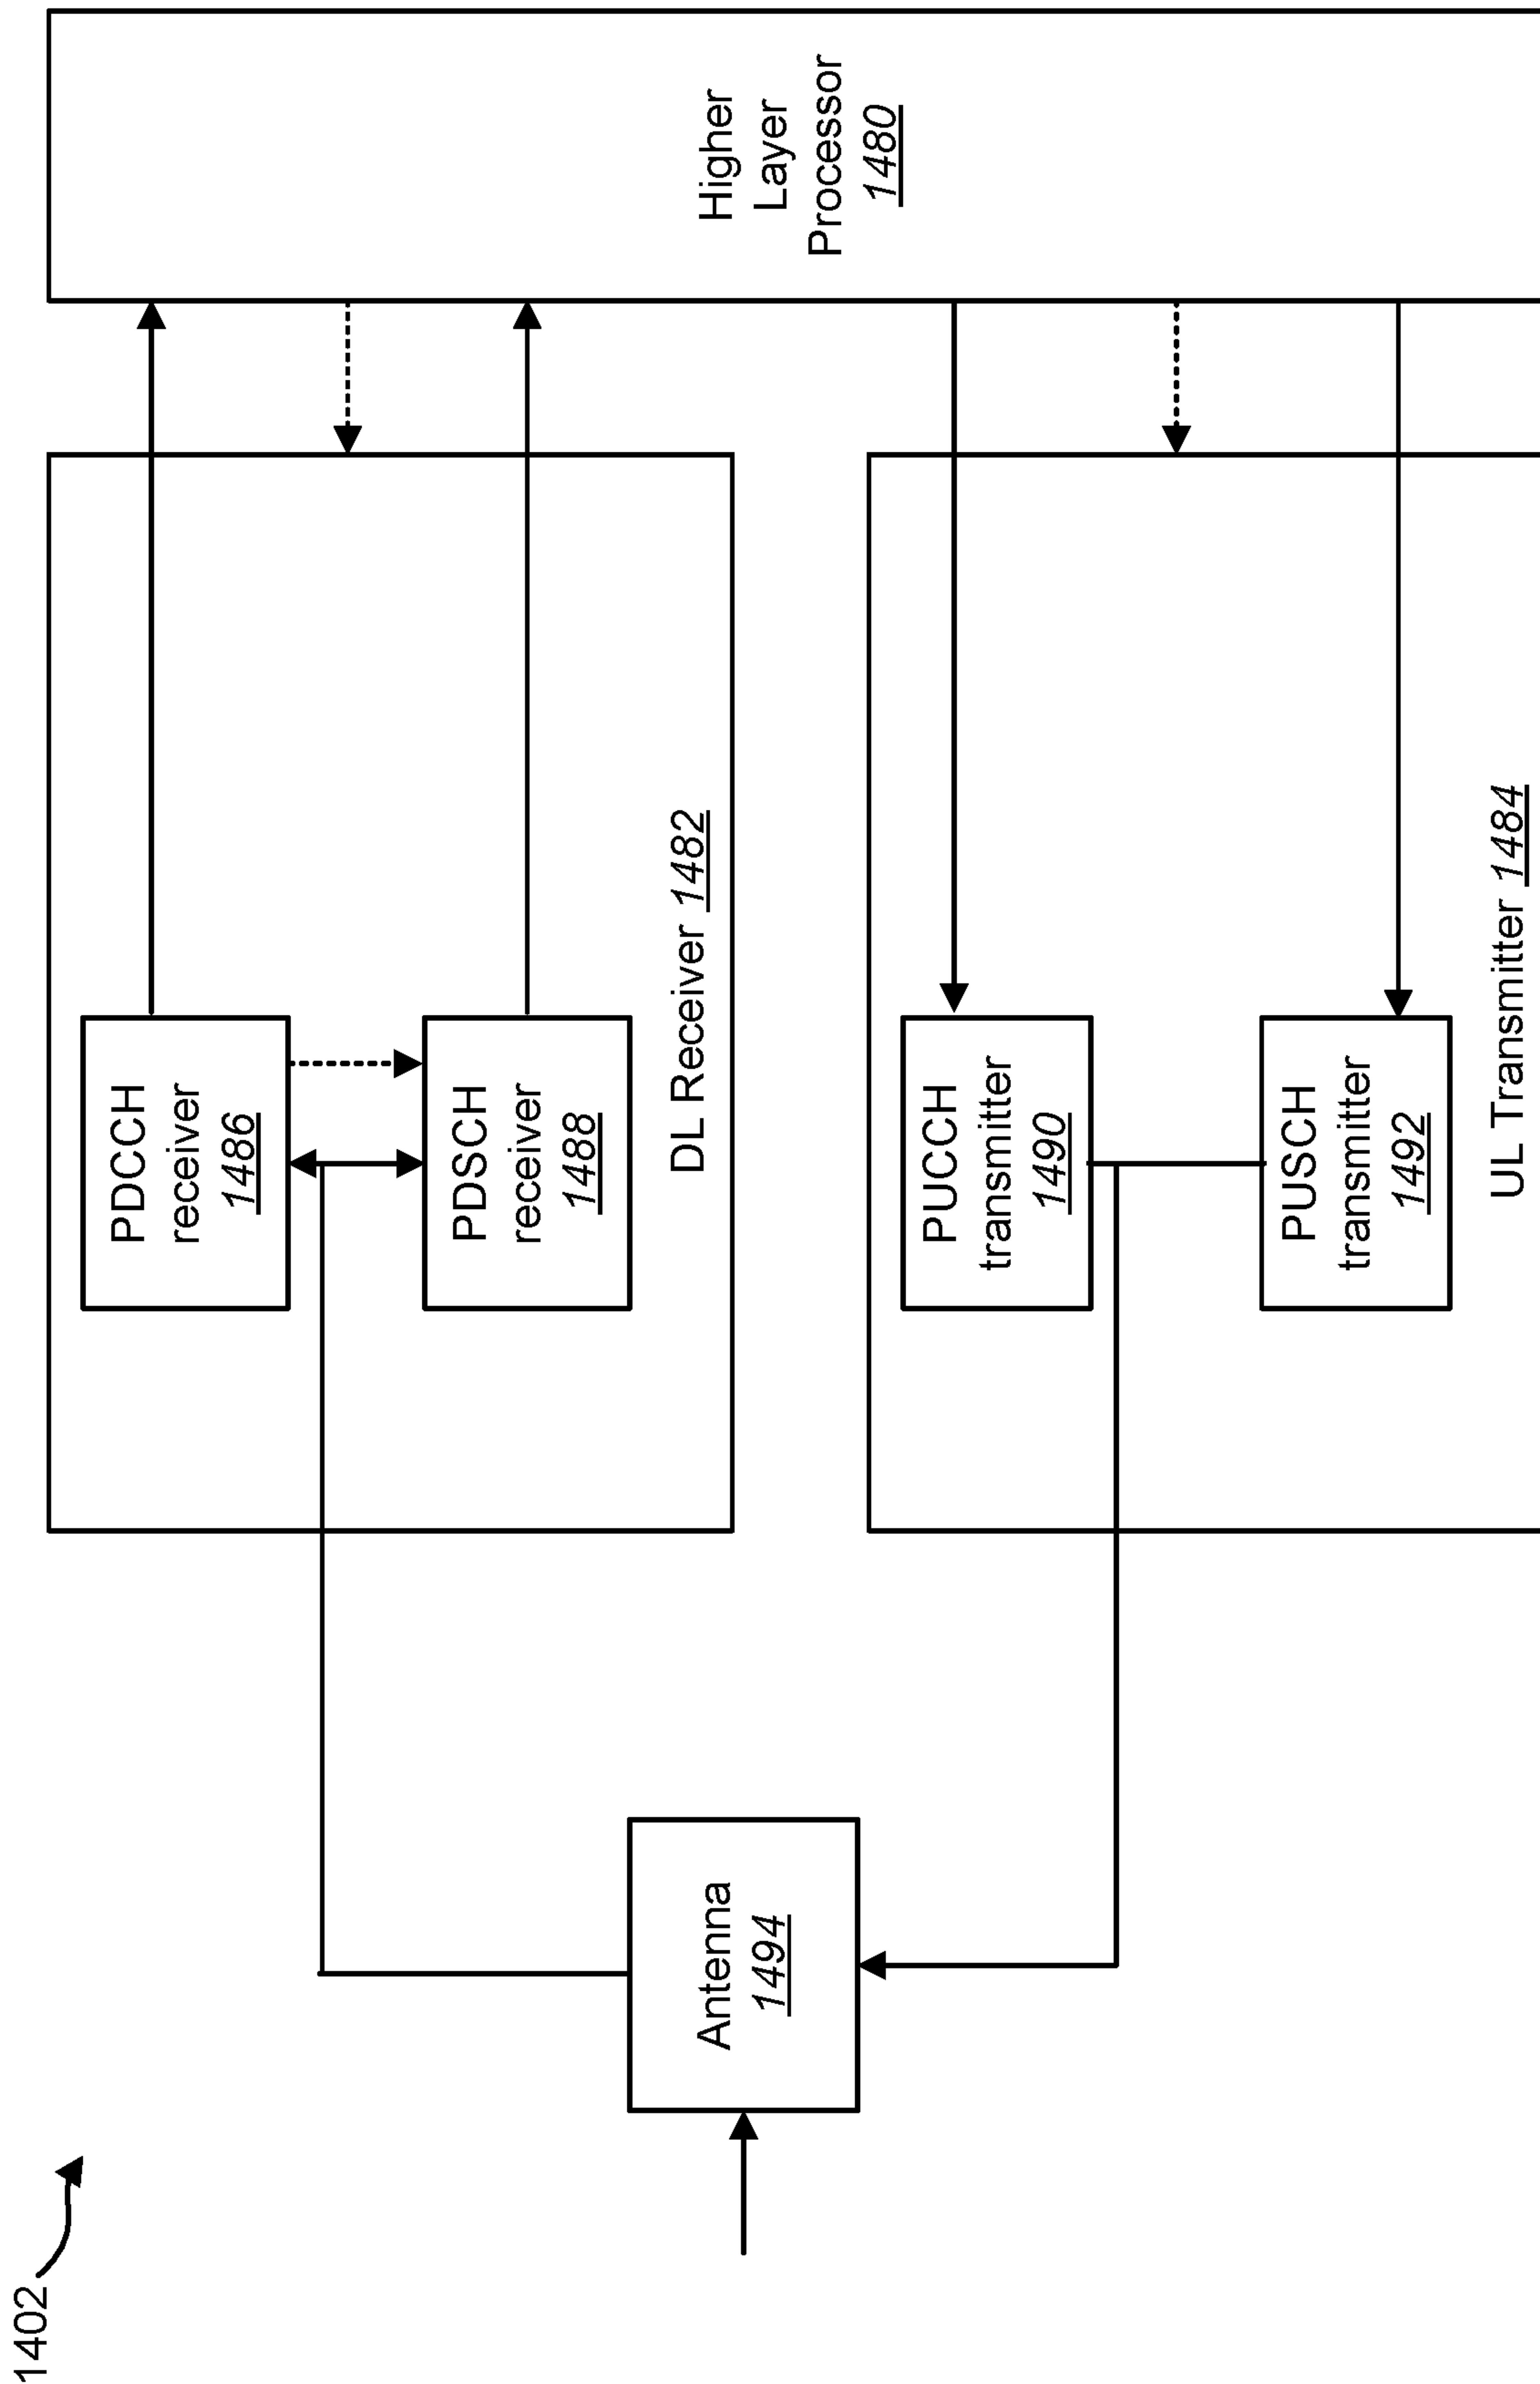 1402
Antenna
1494
PDCCH
receiver
1486
PDSCH
receiver
1488
DL Receiver 1482
PUCCH
transmitter
1490
PUSCH
transmitter
1492
UL Transmitter 1484
Higher
Layer
Processor
1480